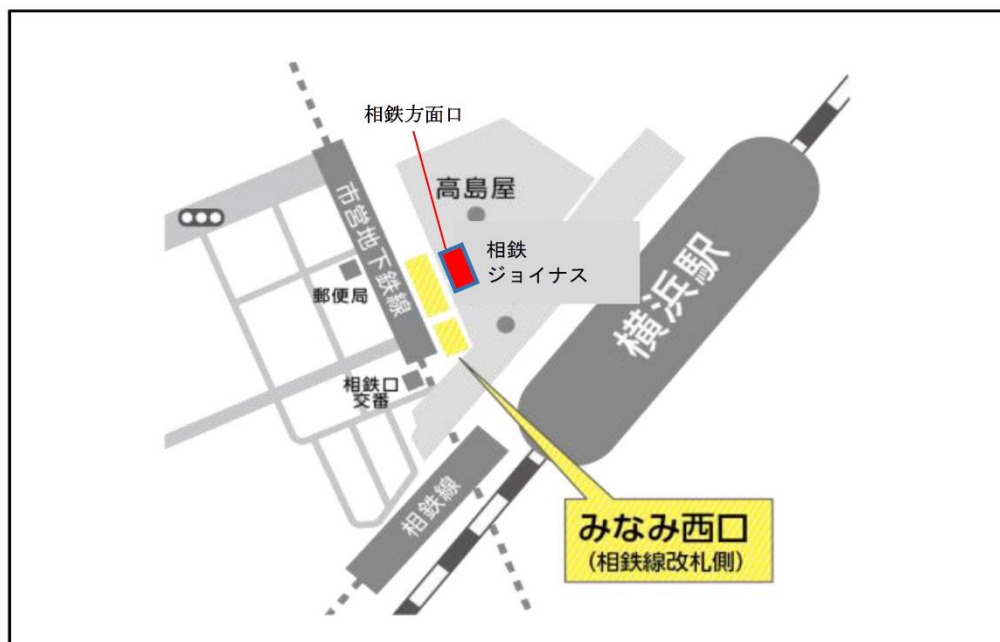 相鉄方面口
高島屋
市営地下鉄線
相鉄
ジョイナス
郵便局
横浜駅
相鉄口
交番
相鉄線
みなみ西口
(相鉄線改札側)